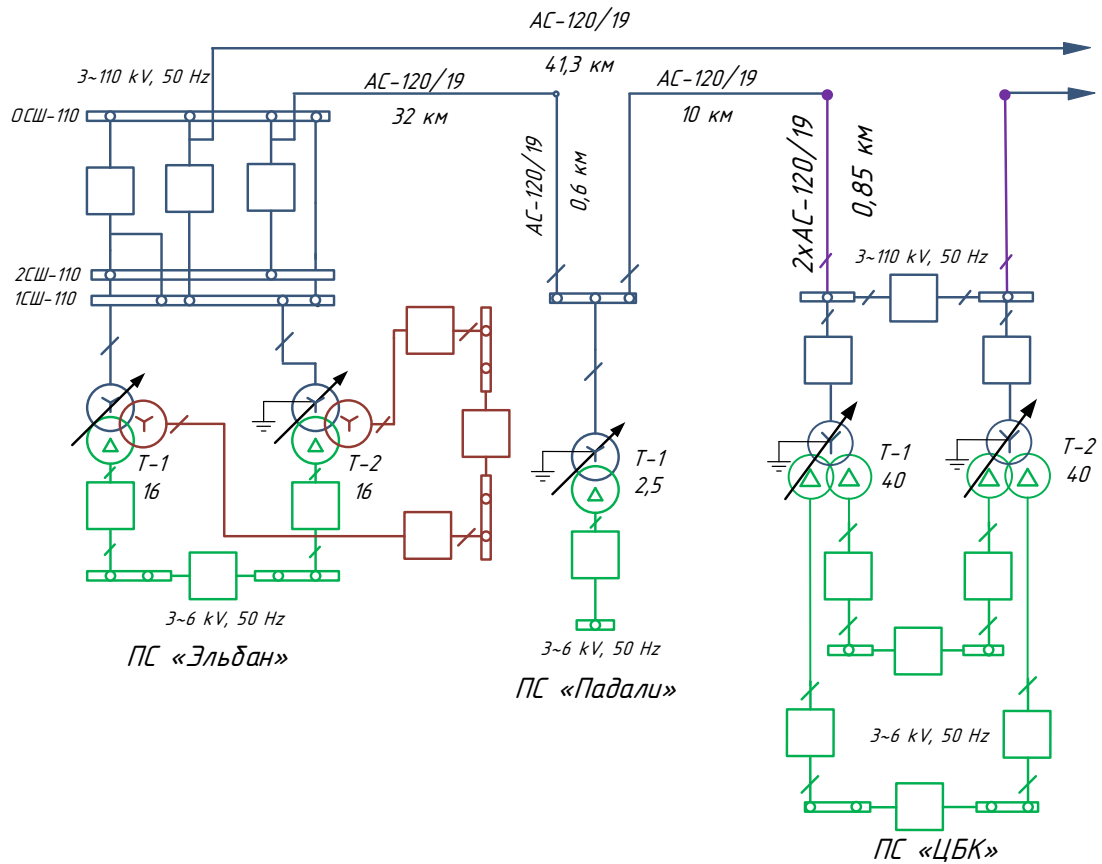 АС-120/19
41,3 км
3~110 kV, 50 Hz
АС-120/19
32 км
АС-120/19
10 км
ОСШ-110
АС-120/19
0,6 км
2хАС-120/19
0,85 км
2СШ-110
1СШ-110
3~110 kV, 50 Hz
Т-1
16
Т-2
16
Т-1
2,5
Т-1
40
Т-2
40
3~6 kV, 50 Hz
ПС «Эльбан»
3~6 kV, 50 Hz
ПС «Падали»
3~6 kV, 50 Hz
ПС «ЦБК»